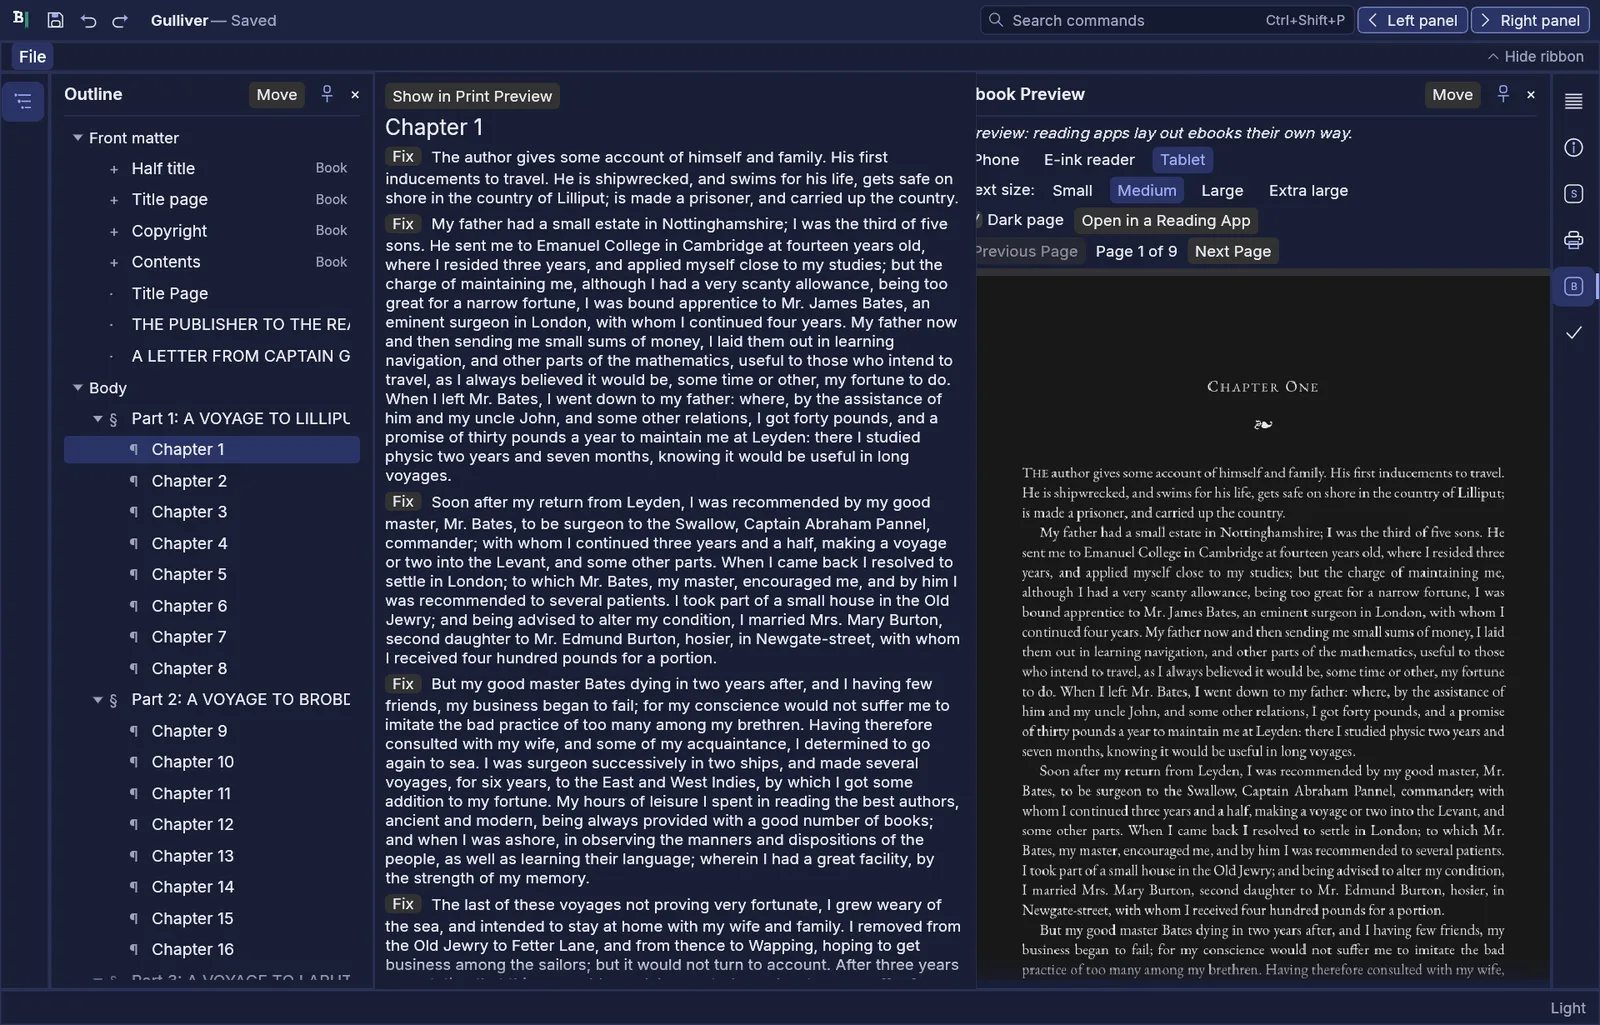 B
Gulliver — Saved
Search commands Ctrl+Shift+P
Left panel
Right panel
File
Hide ribbon
Outline
Move
×
Front matter
+ Half title Book
+ Title page Book
+ Copyright Book
+ Contents Book
· Title Page
· THE PUBLISHER TO THE REA
· A LETTER FROM CAPTAIN G
Body
§ Part 1: A VOYAGE TO LILLIPU
¶ Chapter 1
¶ Chapter 2
¶ Chapter 3
¶ Chapter 4
¶ Chapter 5
¶ Chapter 6
¶ Chapter 7
¶ Chapter 8
§ Part 2: A VOYAGE TO BROBD
¶ Chapter 9
¶ Chapter 10
¶ Chapter 11
¶ Chapter 12
¶ Chapter 13
¶ Chapter 14
¶ Chapter 15
¶ Chapter 16
Part 3: A VOYAGE TO LAPUT
Show in Print Preview
Chapter 1
Fix The author gives some account of himself and family. His first
inducements to travel. He is shipwrecked, and swims for his life, gets safe on
shore in the country of Lilliput; is made a prisoner, and carried up the country.
Fix My father had a small estate in Nottinghamshire; I was the third of five
sons. He sent me to Emanuel College in Cambridge at fourteen years old,
where I resided three years, and applied myself close to my studies; but the
charge of maintaining me, although I had a very scanty allowance, being too
great for a narrow fortune, I was bound apprentice to Mr. James Bates, an
eminent surgeon in London, with whom I continued four years. My father now
and then sending me small sums of money, I laid them out in learning
navigation, and other parts of the mathematics, useful to those who intend to
travel, as I always believed it would be, some time or other, my fortune to do.
When I left Mr. Bates, I went down to my father: where, by the assistance of
him and my uncle John, and some other relations, I got forty pounds, and a
promise of thirty pounds a year to maintain me at Leyden: there I studied
physic two years and seven months, knowing it would be useful in long
voyages.
Fix Soon after my return from Leyden, I was recommended by my good
master, Mr. Bates, to be surgeon to the Swallow, Captain Abraham Pannel,
commander; with whom I continued three years and a half, making a voyage
or two into the Levant, and some other parts. When I came back I resolved to
settle in London; to which Mr. Bates, my master, encouraged me, and by him I
was recommended to several patients. I took part of a small house in the Old
Jewry; and being advised to alter my condition, I married Mrs. Mary Burton,
second daughter to Mr. Edmund Burton, hosier, in Newgate-street, with whom
I received four hundred pounds for a portion.
Fix But my good master Bates dying in two years after, and I having few
friends, my business began to fail; for my conscience would not suffer me to
imitate the bad practice of too many among my brethren. Having therefore
consulted with my wife, and some of my acquaintance, I determined to go
again to sea. I was surgeon successively in two ships, and made several
voyages, for six years, to the East and West Indies, by which I got some
addition to my fortune. My hours of leisure I spent in reading the best authors,
ancient and modern, being always provided with a good number of books;
and when I was ashore, in observing the manners and dispositions of the
people, as well as learning their language; wherein I had a great facility, by
the strength of my memory.
Fix The last of these voyages not proving very fortunate, I grew weary of
the sea, and intended to stay at home with my wife and family. I removed from
the Old Jewry to Fetter Lane, and from thence to Wapping, hoping to get
business among the sailors; but it would not turn to account. After three years
book Preview
Move
×
review: reading apps lay out ebooks their own way.
Phone E-ink reader Tablet
ext size: Small Medium Large Extra large
Dark page Open in a Reading App
Previous Page Page 1 of 9 Next Page
Chapter One
The author gives some account of himself and family. His first inducements to travel.
He is shipwrecked, and swims for his life, gets safe on shore in the country of Lilliput;
is made a prisoner, and carried up the country.
My father had a small estate in Nottinghamshire; I was the third of five sons. He
sent me to Emanuel College in Cambridge at fourteen years old, where I resided three
years, and applied myself close to my studies; but the charge of maintaining me,
although I had a very scanty allowance, being too great for a narrow fortune, I was
bound apprentice to Mr. James Bates, an eminent surgeon in London, with whom I
continued four years. My father now and then sending me small sums of money, I laid
them out in learning navigation, and other parts of the mathematics, useful to those
who intend to travel, as I always believed it would be, some time or other, my fortune
to do. When I left Mr. Bates, I went down to my father: where, by the assistance of
him and my uncle John, and some other relations, I got forty pounds, and a promise
of thirty pounds a year to maintain me at Leyden: there I studied physic two years and
seven months, knowing it would be useful in long voyages.
Soon after my return from Leyden, I was recommended by my good master, Mr.
Bates, to be surgeon to the Swallow, Captain Abraham Pannel, commander; with
whom I continued three years and a half, making a voyage or two into the Levant, and
some other parts. When I came back I resolved to settle in London; to which Mr.
Bates, my master, encouraged me, and by him I was recommended to several patients.
I took part of a small house in the Old Jewry; and being advised to alter my condition,
I married Mrs. Mary Burton, second daughter to Mr. Edmund Burton, hosier, in
Newgate-street, with whom I received four hundred pounds for a portion.
But my good master Bates dying in two years after, and I having few friends, my
business began to fail; for my conscience would not suffer me to imitate the bad
practice of too many among my brethren. Having therefore consulted with my wife,
S
B
Light